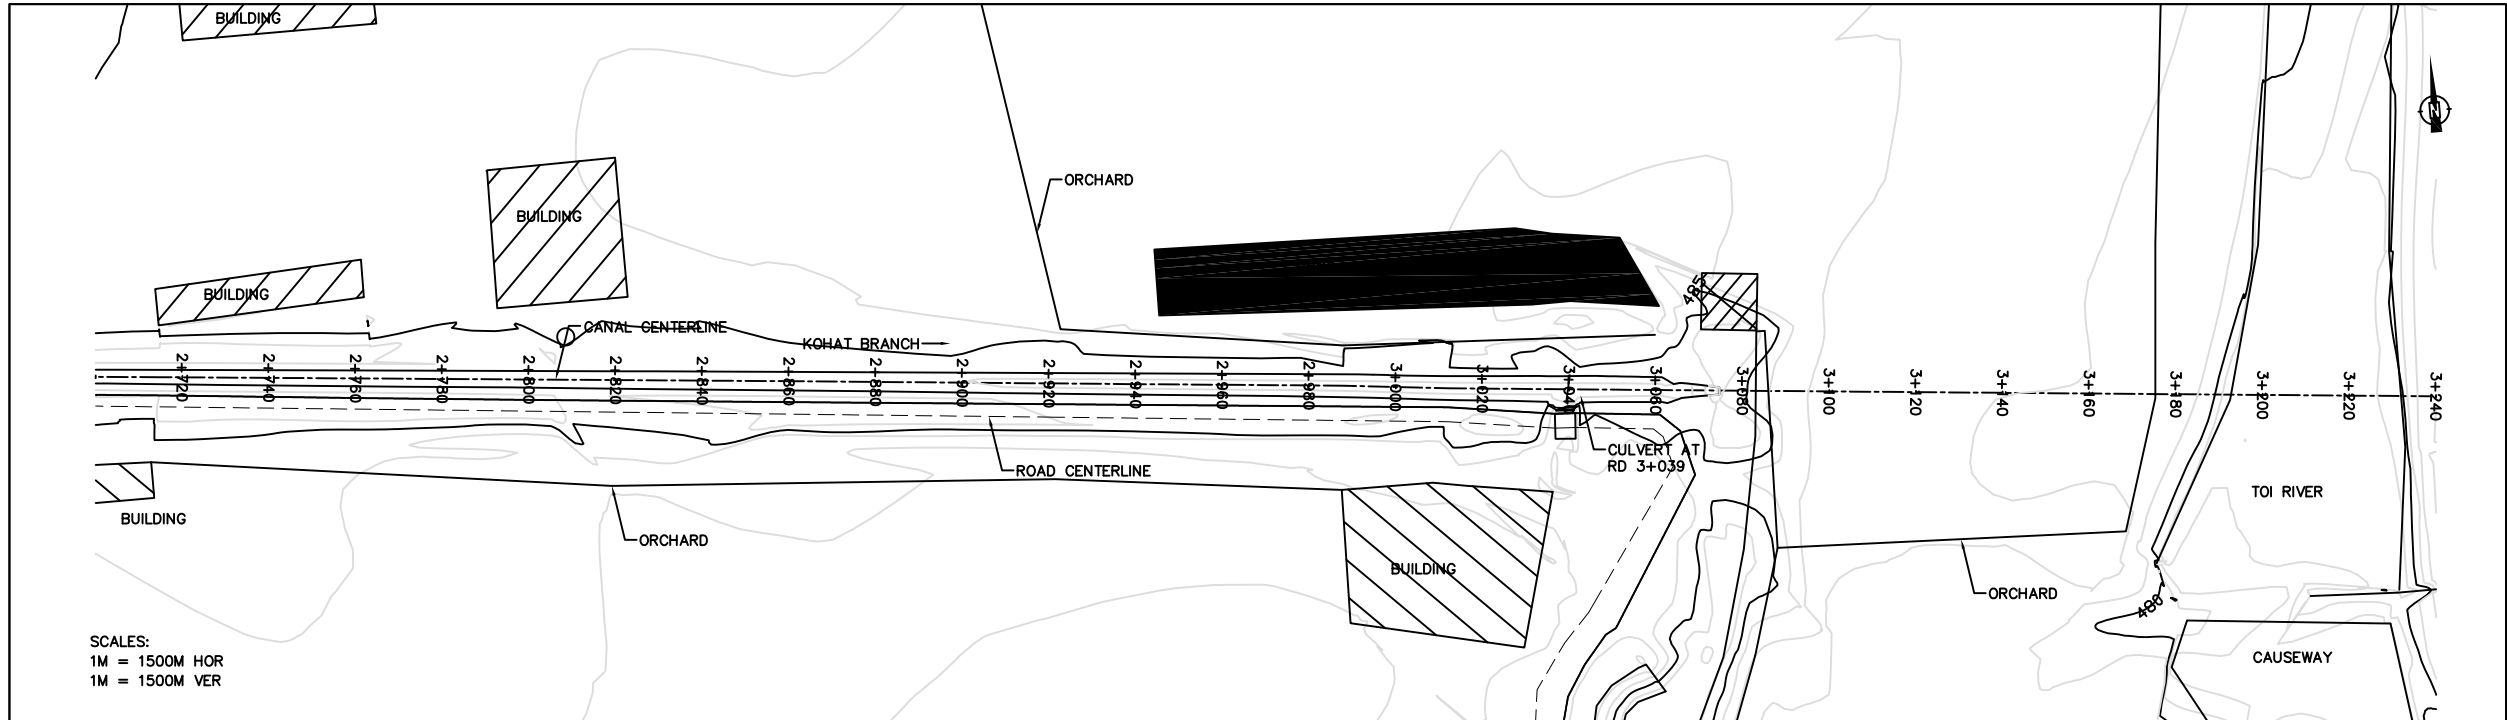 BUILDING
ORCHARD
BUILDING
BUILDING
485
CANAL CENTERLINE
KOHAT BRANCH
2+720
2+740
2+760
2+780
2+800
2+820
2+840
2+860
2+880
2+900
2+920
2+940
2+960
2+980
3+000
3+020
3+040
3+060
3+080
3+100
3+120
3+140
3+160
3+180
3+200
3+220
3+240
ROAD CENTERLINE
CULVERT AT
RD 3+039
TOI RIVER
BUILDING
ORCHARD
BUILDING
ORCHARD
480
CAUSEWAY
SCALES:
1M = 1500M HOR
1M = 1500M VER
N